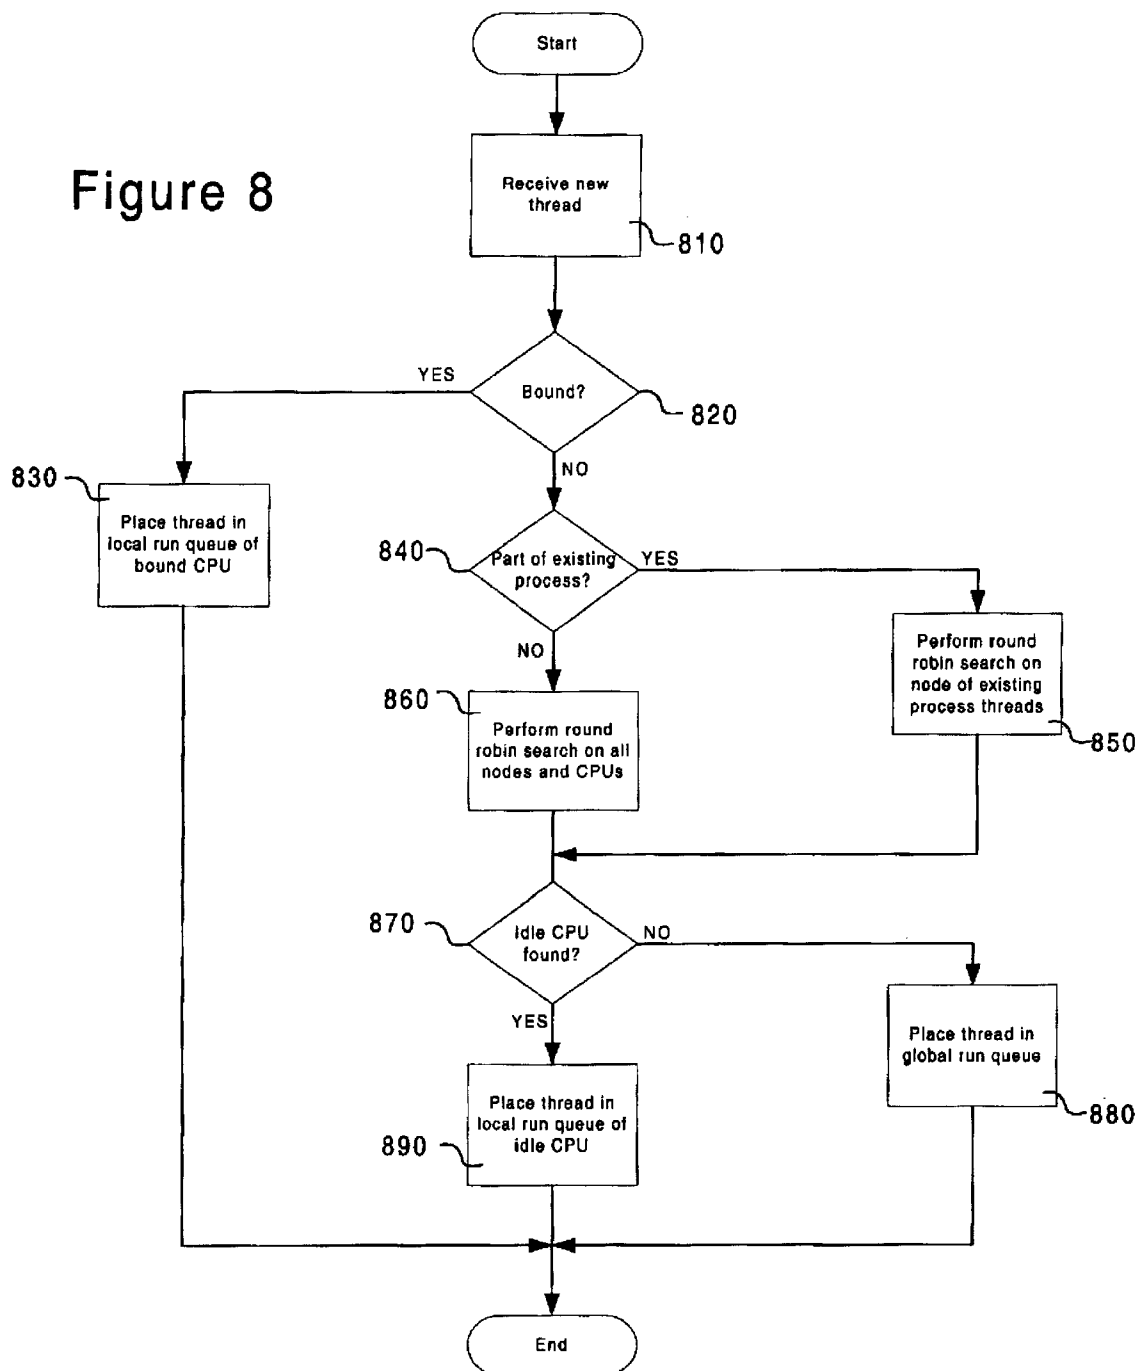 Start
Figure 8
Receive new
thread
810
YES
Bound?
820
NO
830
Place thread in
local run queue of
bound CPU
840
Part of existing
process?
YES
NO
Perform round
robin search on
node of existing
process threads
850
860
Perform round
robin search on all
nodes and CPUs
870
Idle CPU
found?
NO
YES
Place thread in
global run queue
880
Place thread in
local run queue of
idle CPU
890
End